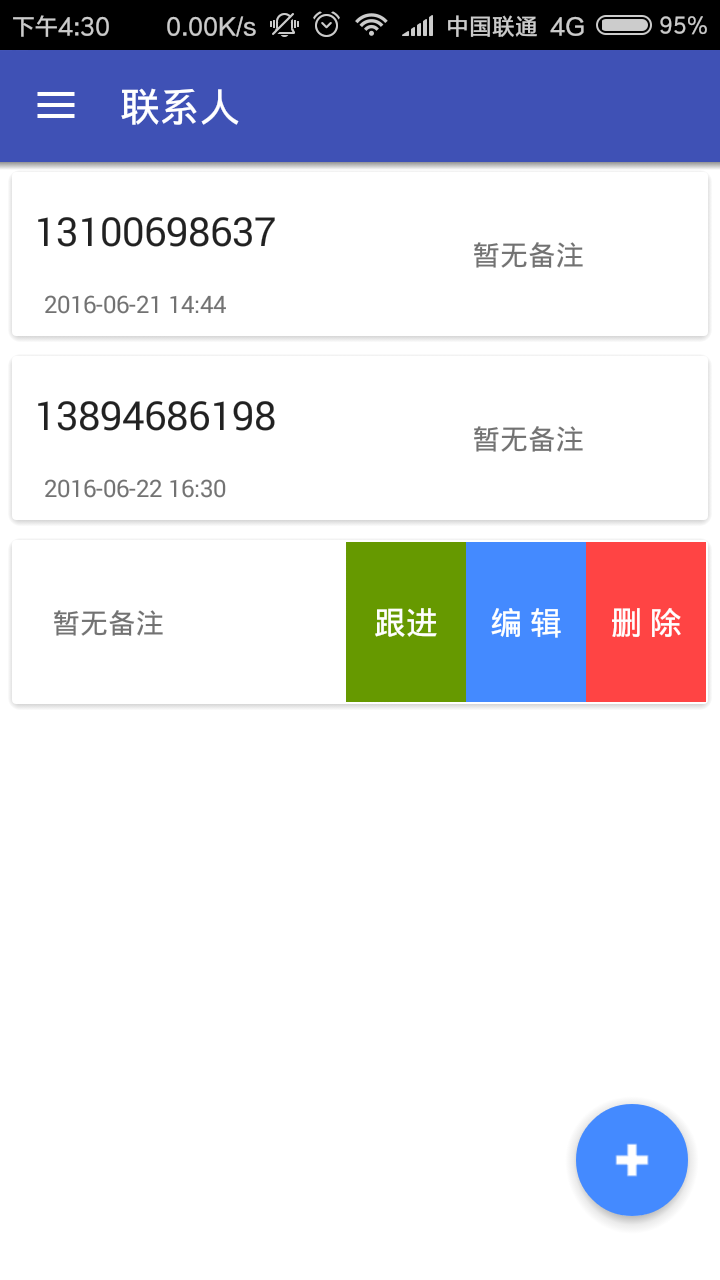 下午4:30 0.00K/s 中国联通 4G 95%
联系人
13100698637
暂无备注
2016-06-21 14:44
13894686198
暂无备注
2016-06-22 16:30
暂无备注 跟进 编 辑 删 除